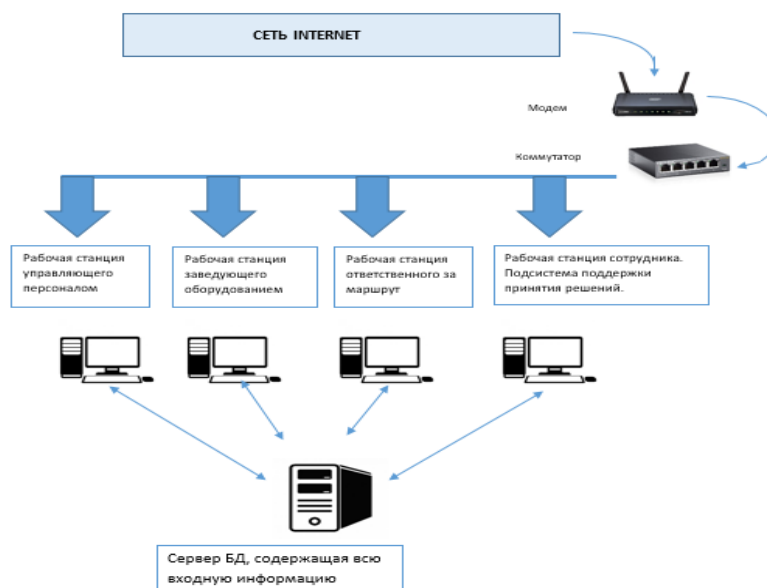 СЕТЬ INTERNET
Модем
Коммутатор
Рабочая станция
управляющего
персоналом
Рабочая станция
заведующего
оборудованием
Рабочая станция
ответственного за
маршрут
Рабочая станция сотрудника.
Подсистема поддержки
принятия решений.
Сервер БД, содержащая всю
входную информацию